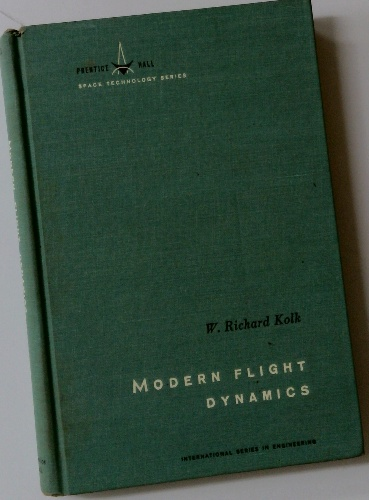 PRENTICE HALL
SPACE TECHNOLOGY SERIES
W. Richard Kolk
MODERN FLIGHT
DYNAMICS
INTERNATIONAL SERIES IN ENGINEERING